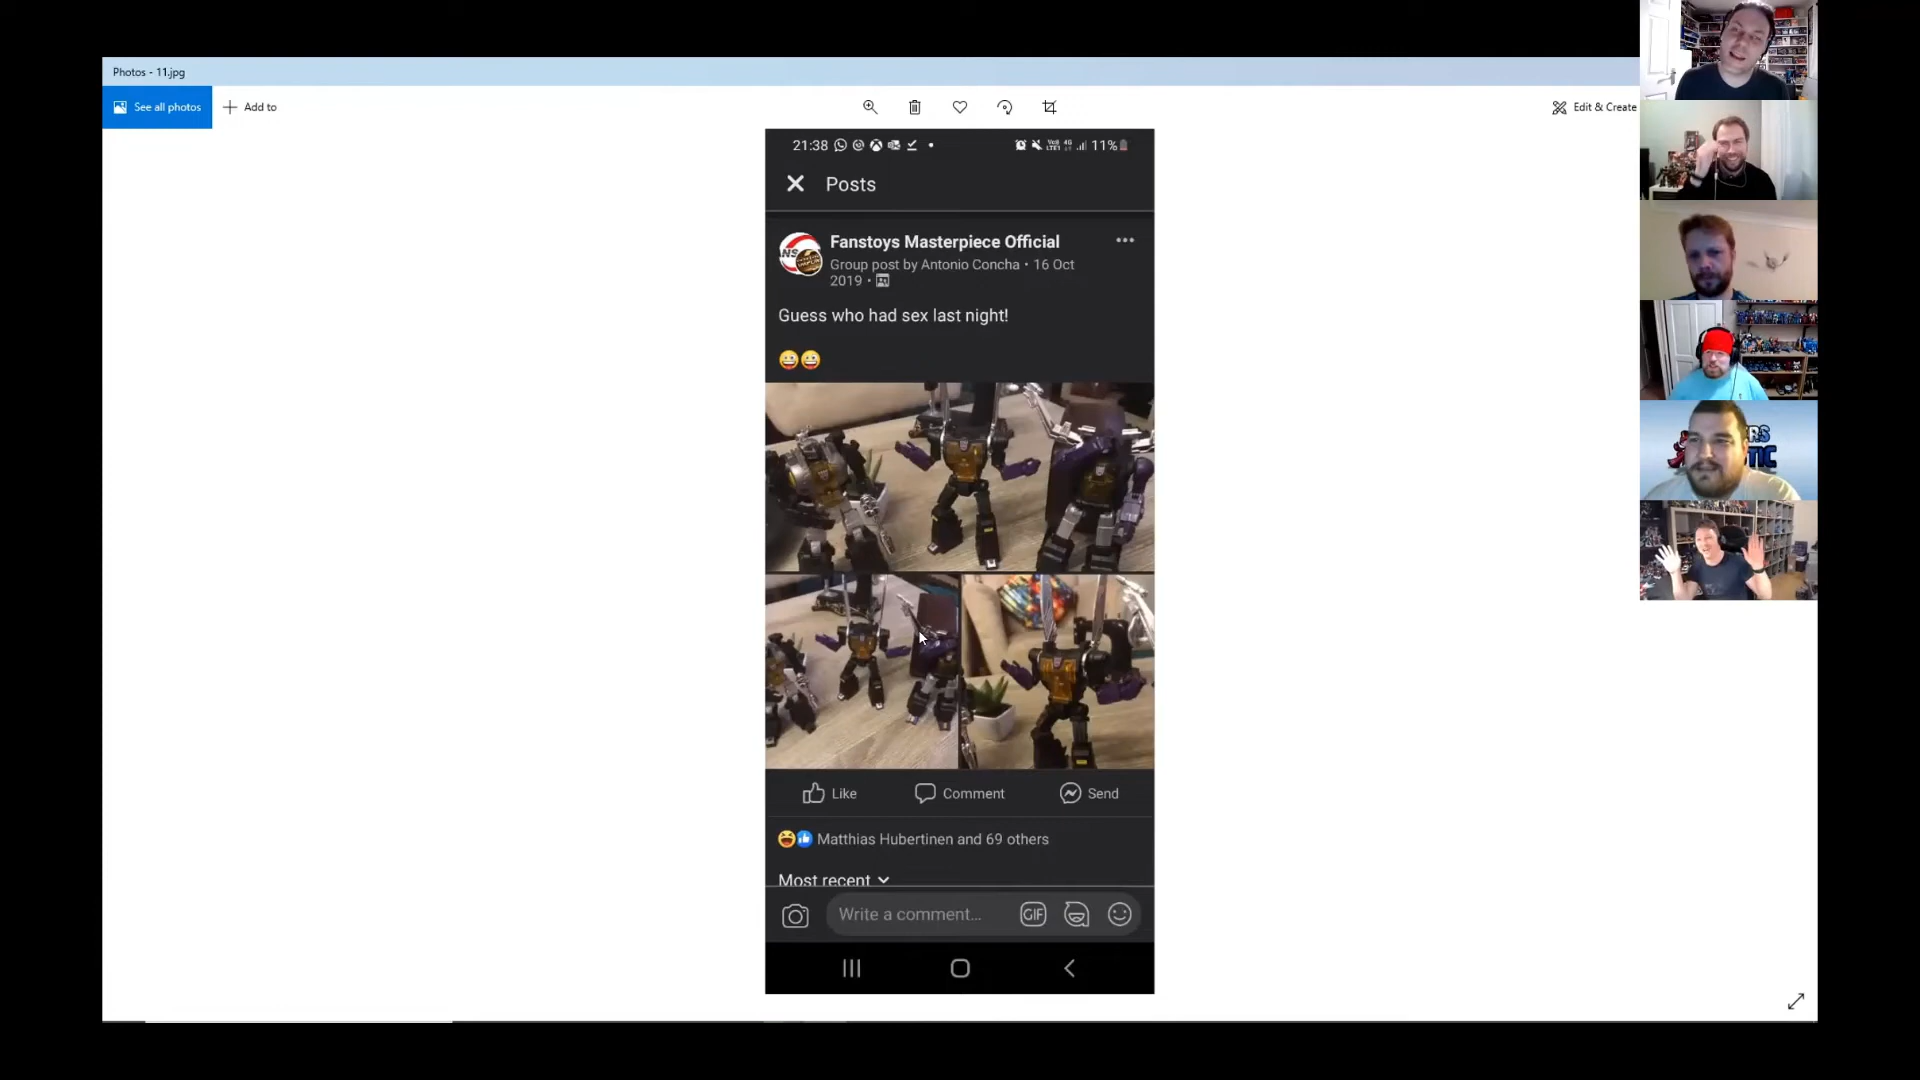 Photos - 11.jpg
See all photos
Add to
Edit & Create
21:38
11%
Posts
Fanstoys Masterpiece Official
Group post by Antonio Concha • 16 Oct
2019 •
Guess who had sex last night!
Like
Comment
Send
Matthias Hubertinen and 69 others
Most recent
Write a comment...
GIF